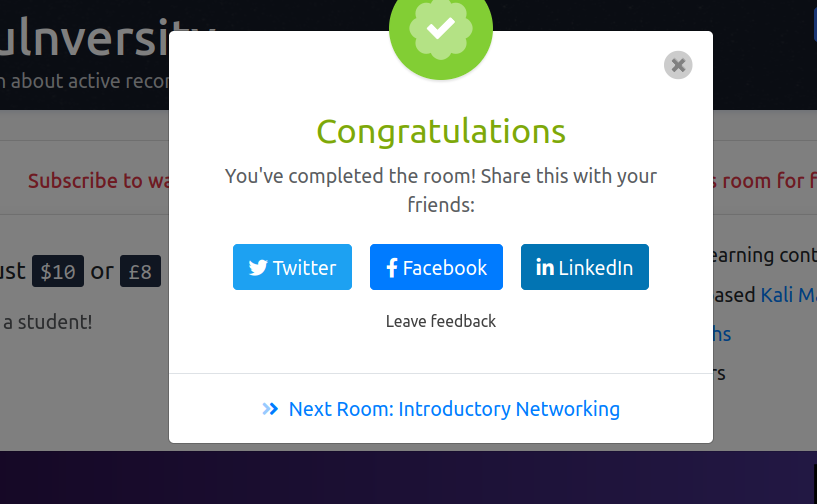 ulnversity
about active recon
Congratulations
You've completed the room! Share this with your
friends:
Subscribe to wa
s room for f
Twitter
Facebook
LinkedIn
ust $10 or £8
earning cont
ased Kali Ma
a student!
Leave feedback
hs
rs
Next Room: Introductory Networking